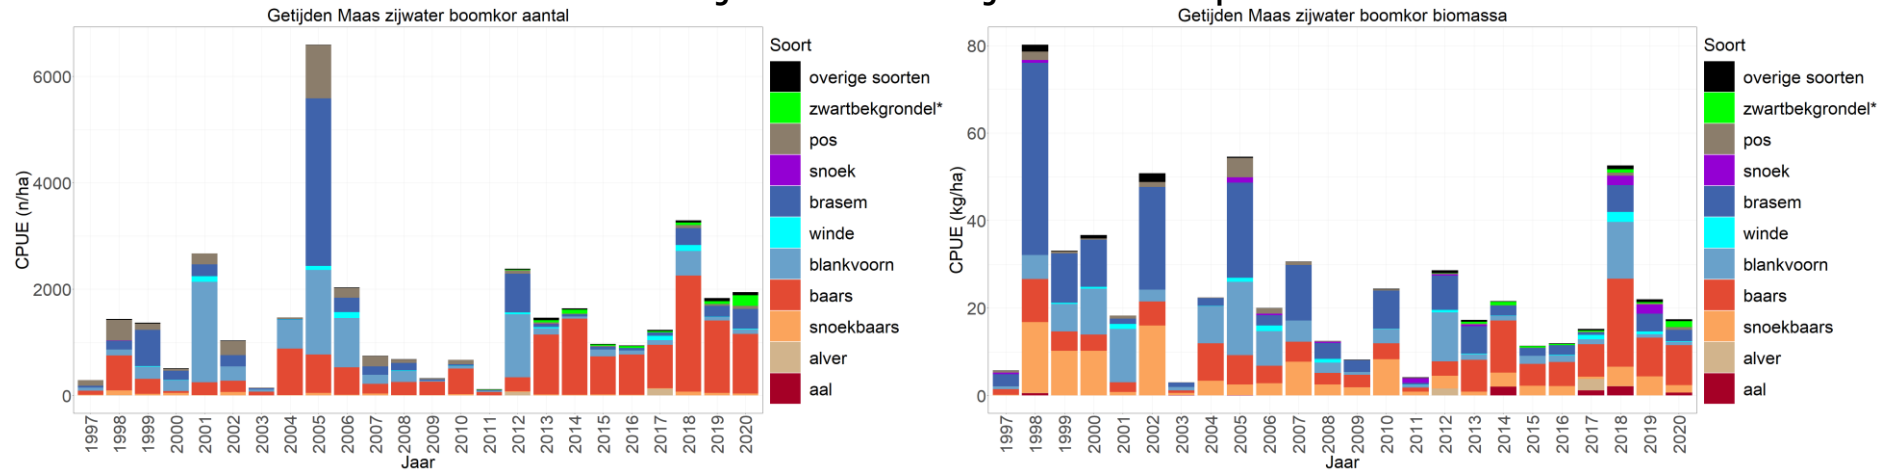 Getijden Maas zijwater boomkor aantal
CPUE (n/ha)
6000
4000
2000
0
1997 1998 1999 2000 2001 2002 2003 2004 2005 2006 2007 2008 2009 2010 2011 2012 2013 2014 2015 2016 2017 2018 2019 2020
Jaar
Soort
overige soorten
zwartbekgrondel*
pos
snoek
brasem
winde
blankvoorn
baars
snoekbaars
alver
aal
Getijden Maas zijwater boomkor biomassa
CPUE (kg/ha)
80
60
40
20
0
1997 1998 1999 2000 2001 2002 2003 2004 2005 2006 2007 2008 2009 2010 2011 2012 2013 2014 2015 2016 2017 2018 2019 2020
Jaar
Soort
overige soorten
zwartbekgrondel*
pos
snoek
brasem
winde
blankvoorn
baars
snoekbaars
alver
aal